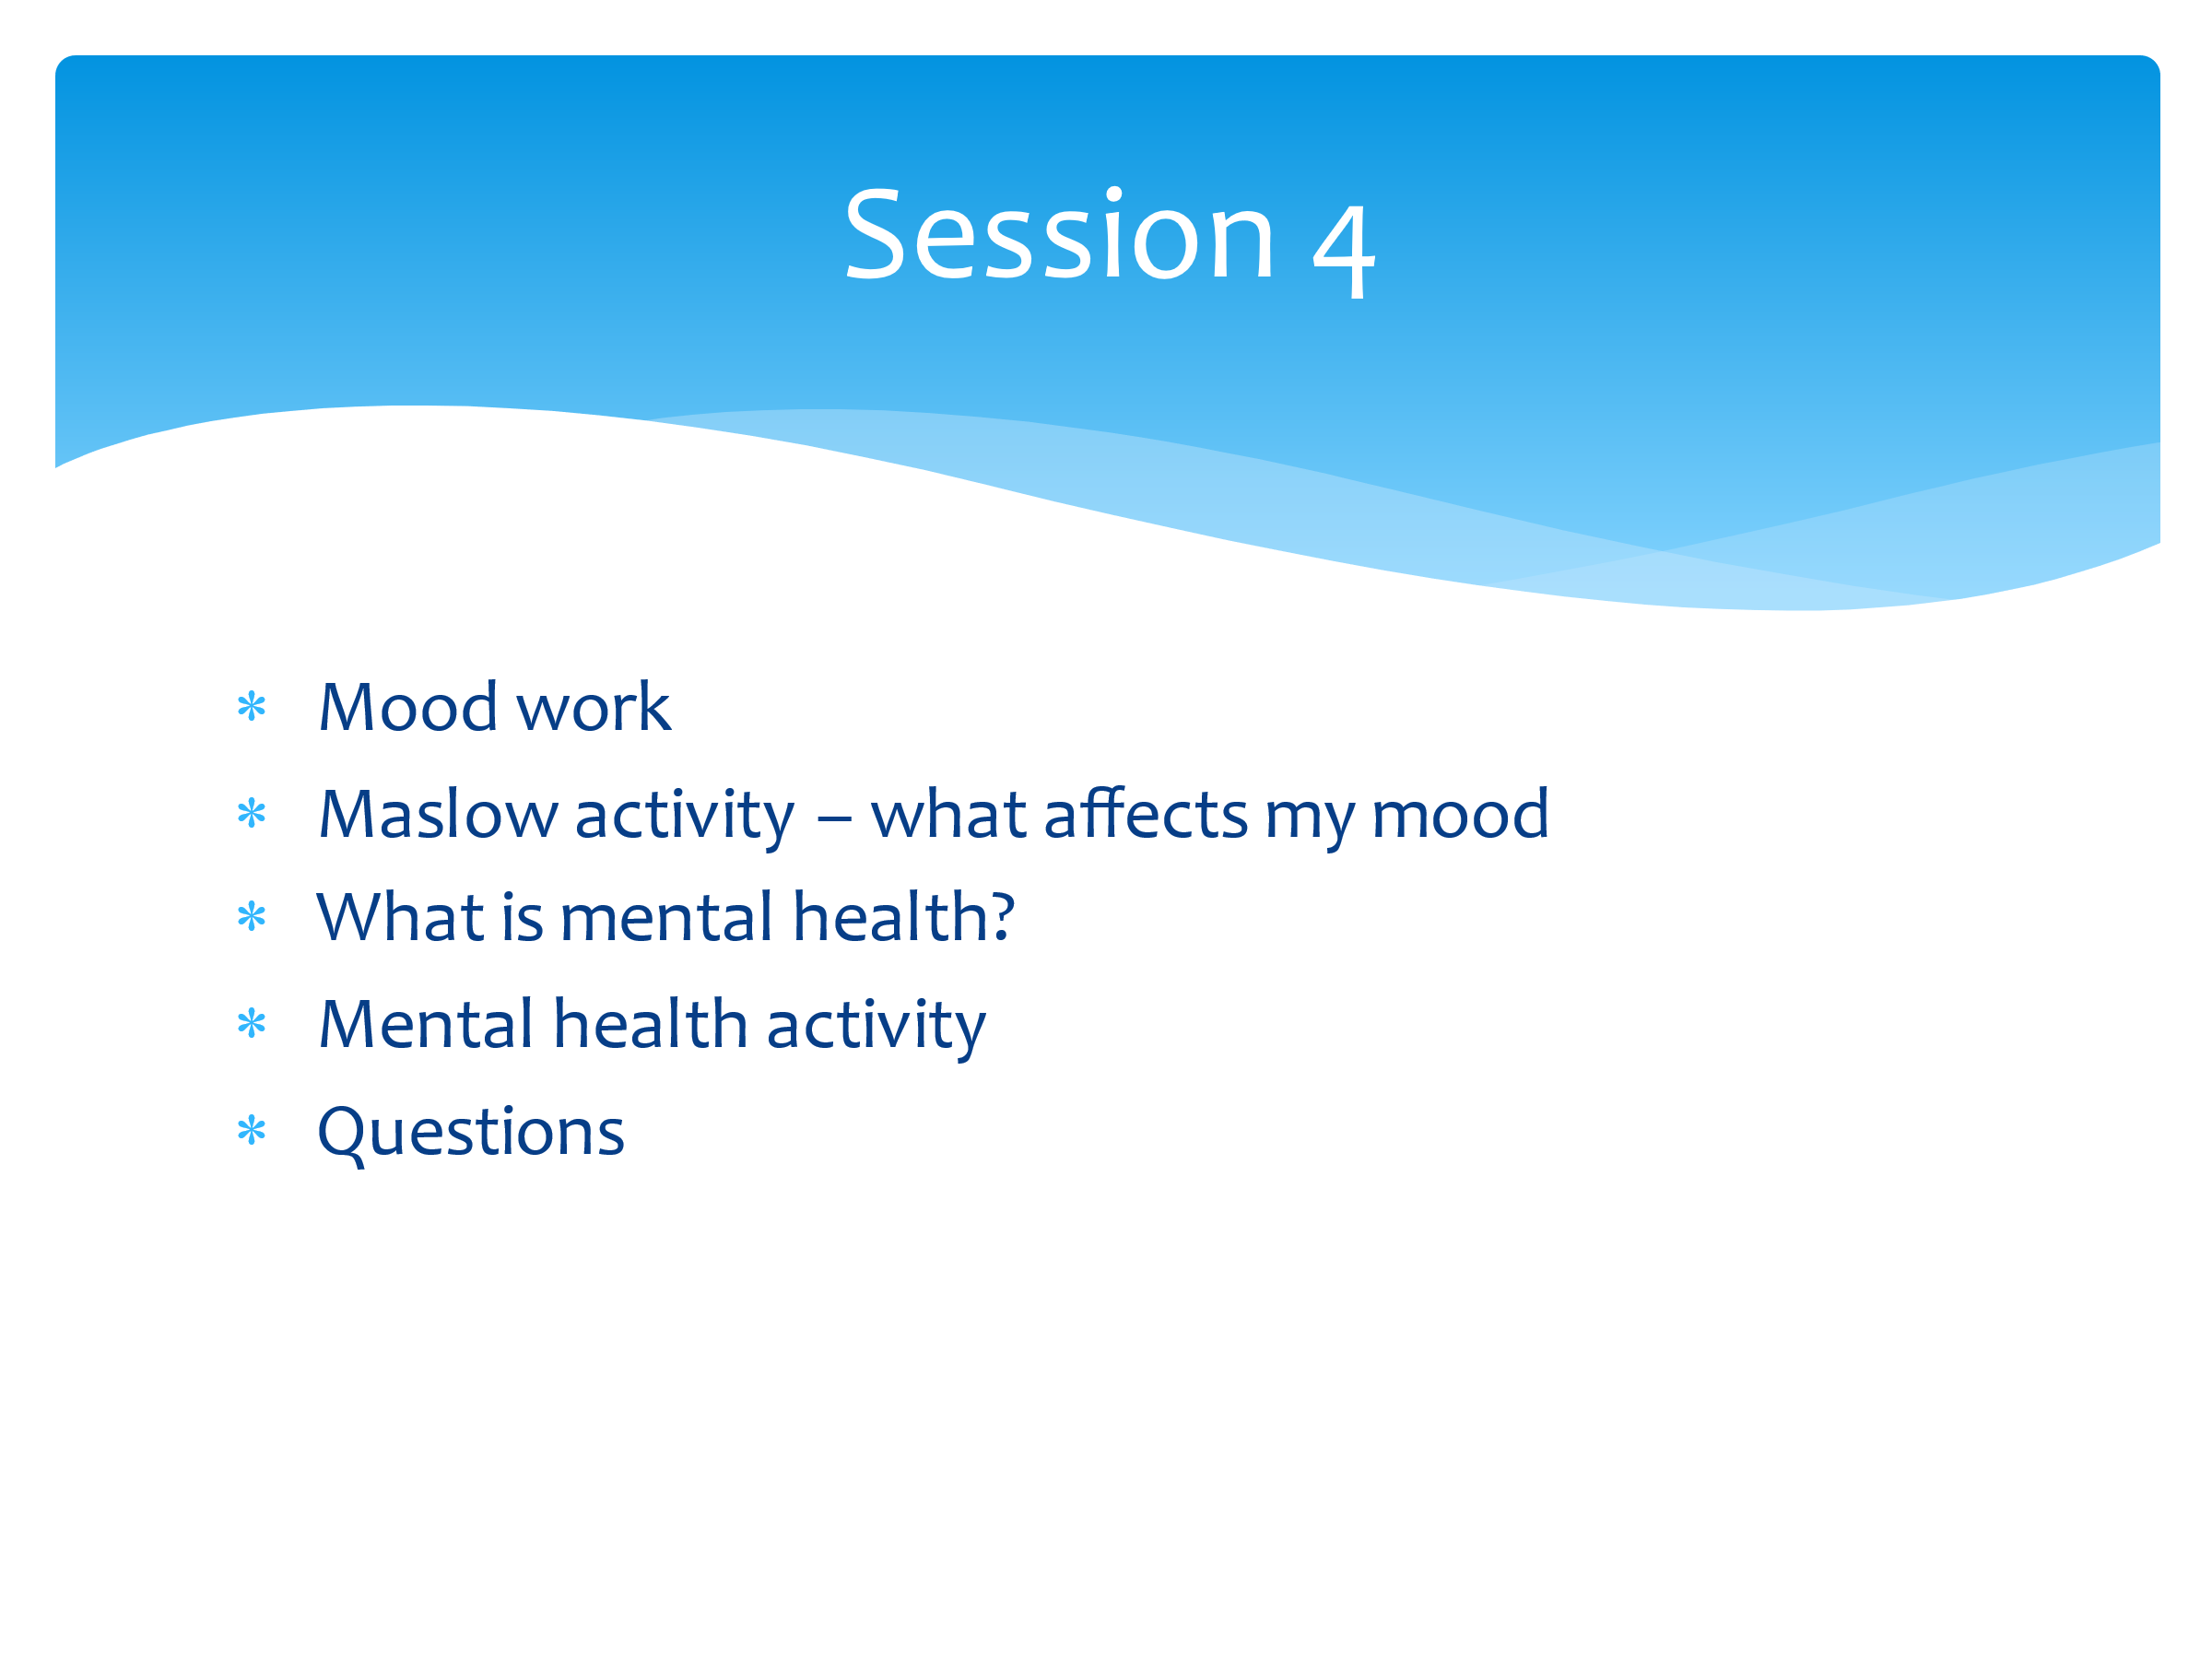 Session 4
* Mood work
* Maslow activity – what affects my mood
* What is mental health?
* Mental health activity
* Questions